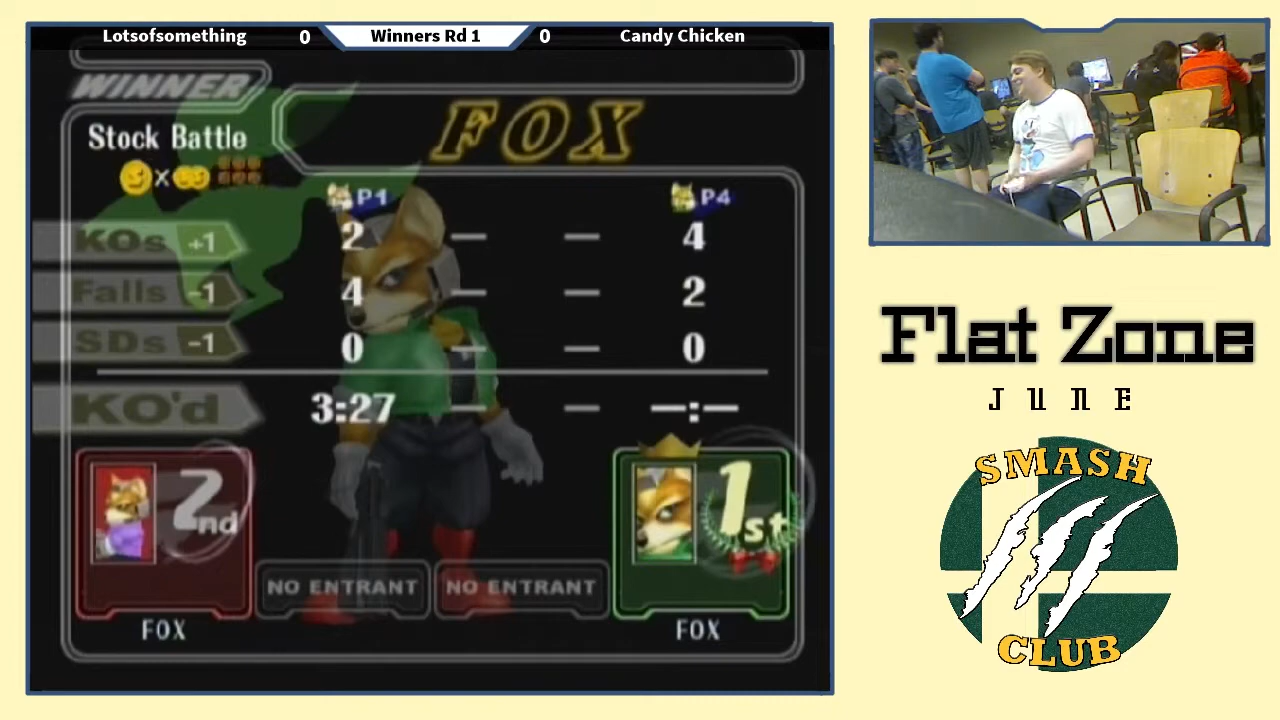 Lotsofsomething 0 Winners Rd 1 0 Candy Chicken
WINNER
Stock Battle
FOX
X
P1 P4
KOs +1 2 — — 4
Falls -1 4 — — 2
SDs -1 0 — — 0
KO'd 3:27 — — —:—
2nd
1st
NO ENTRANT NO ENTRANT
FOX FOX
Flat Zone
JUNE
SMASH
CLUB